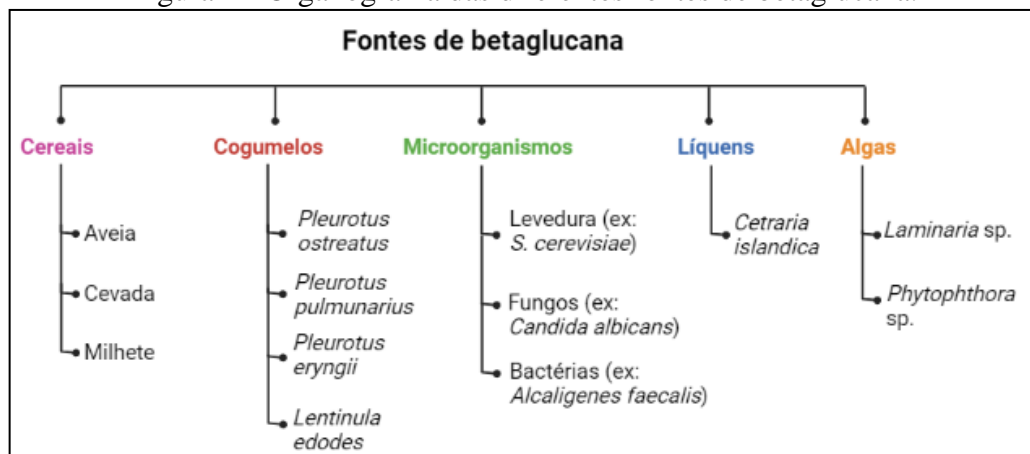 Fontes de betaglucana
Cereais
Cogumelos
Microorganismos
Líquens
Algas
Aveia
Cevada
Milhete
Pleurotus
ostreatus
Pleurotus
pulmunarius
Pleurotus
eryngii
Lentinula
edodes
Levedura (ex:
S. cerevisiae)
Fungos (ex:
Candida albicans)
Bactérias (ex:
Alcaligenes faecalis)
Cetraria
islandica
Laminaria sp.
Phytophthora
sp.